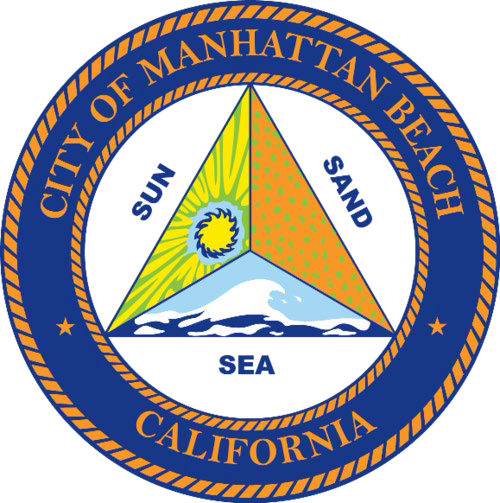 CITY OF MANHATTAN BEACH
SUN
SAND
SEA
CALIFORNIA